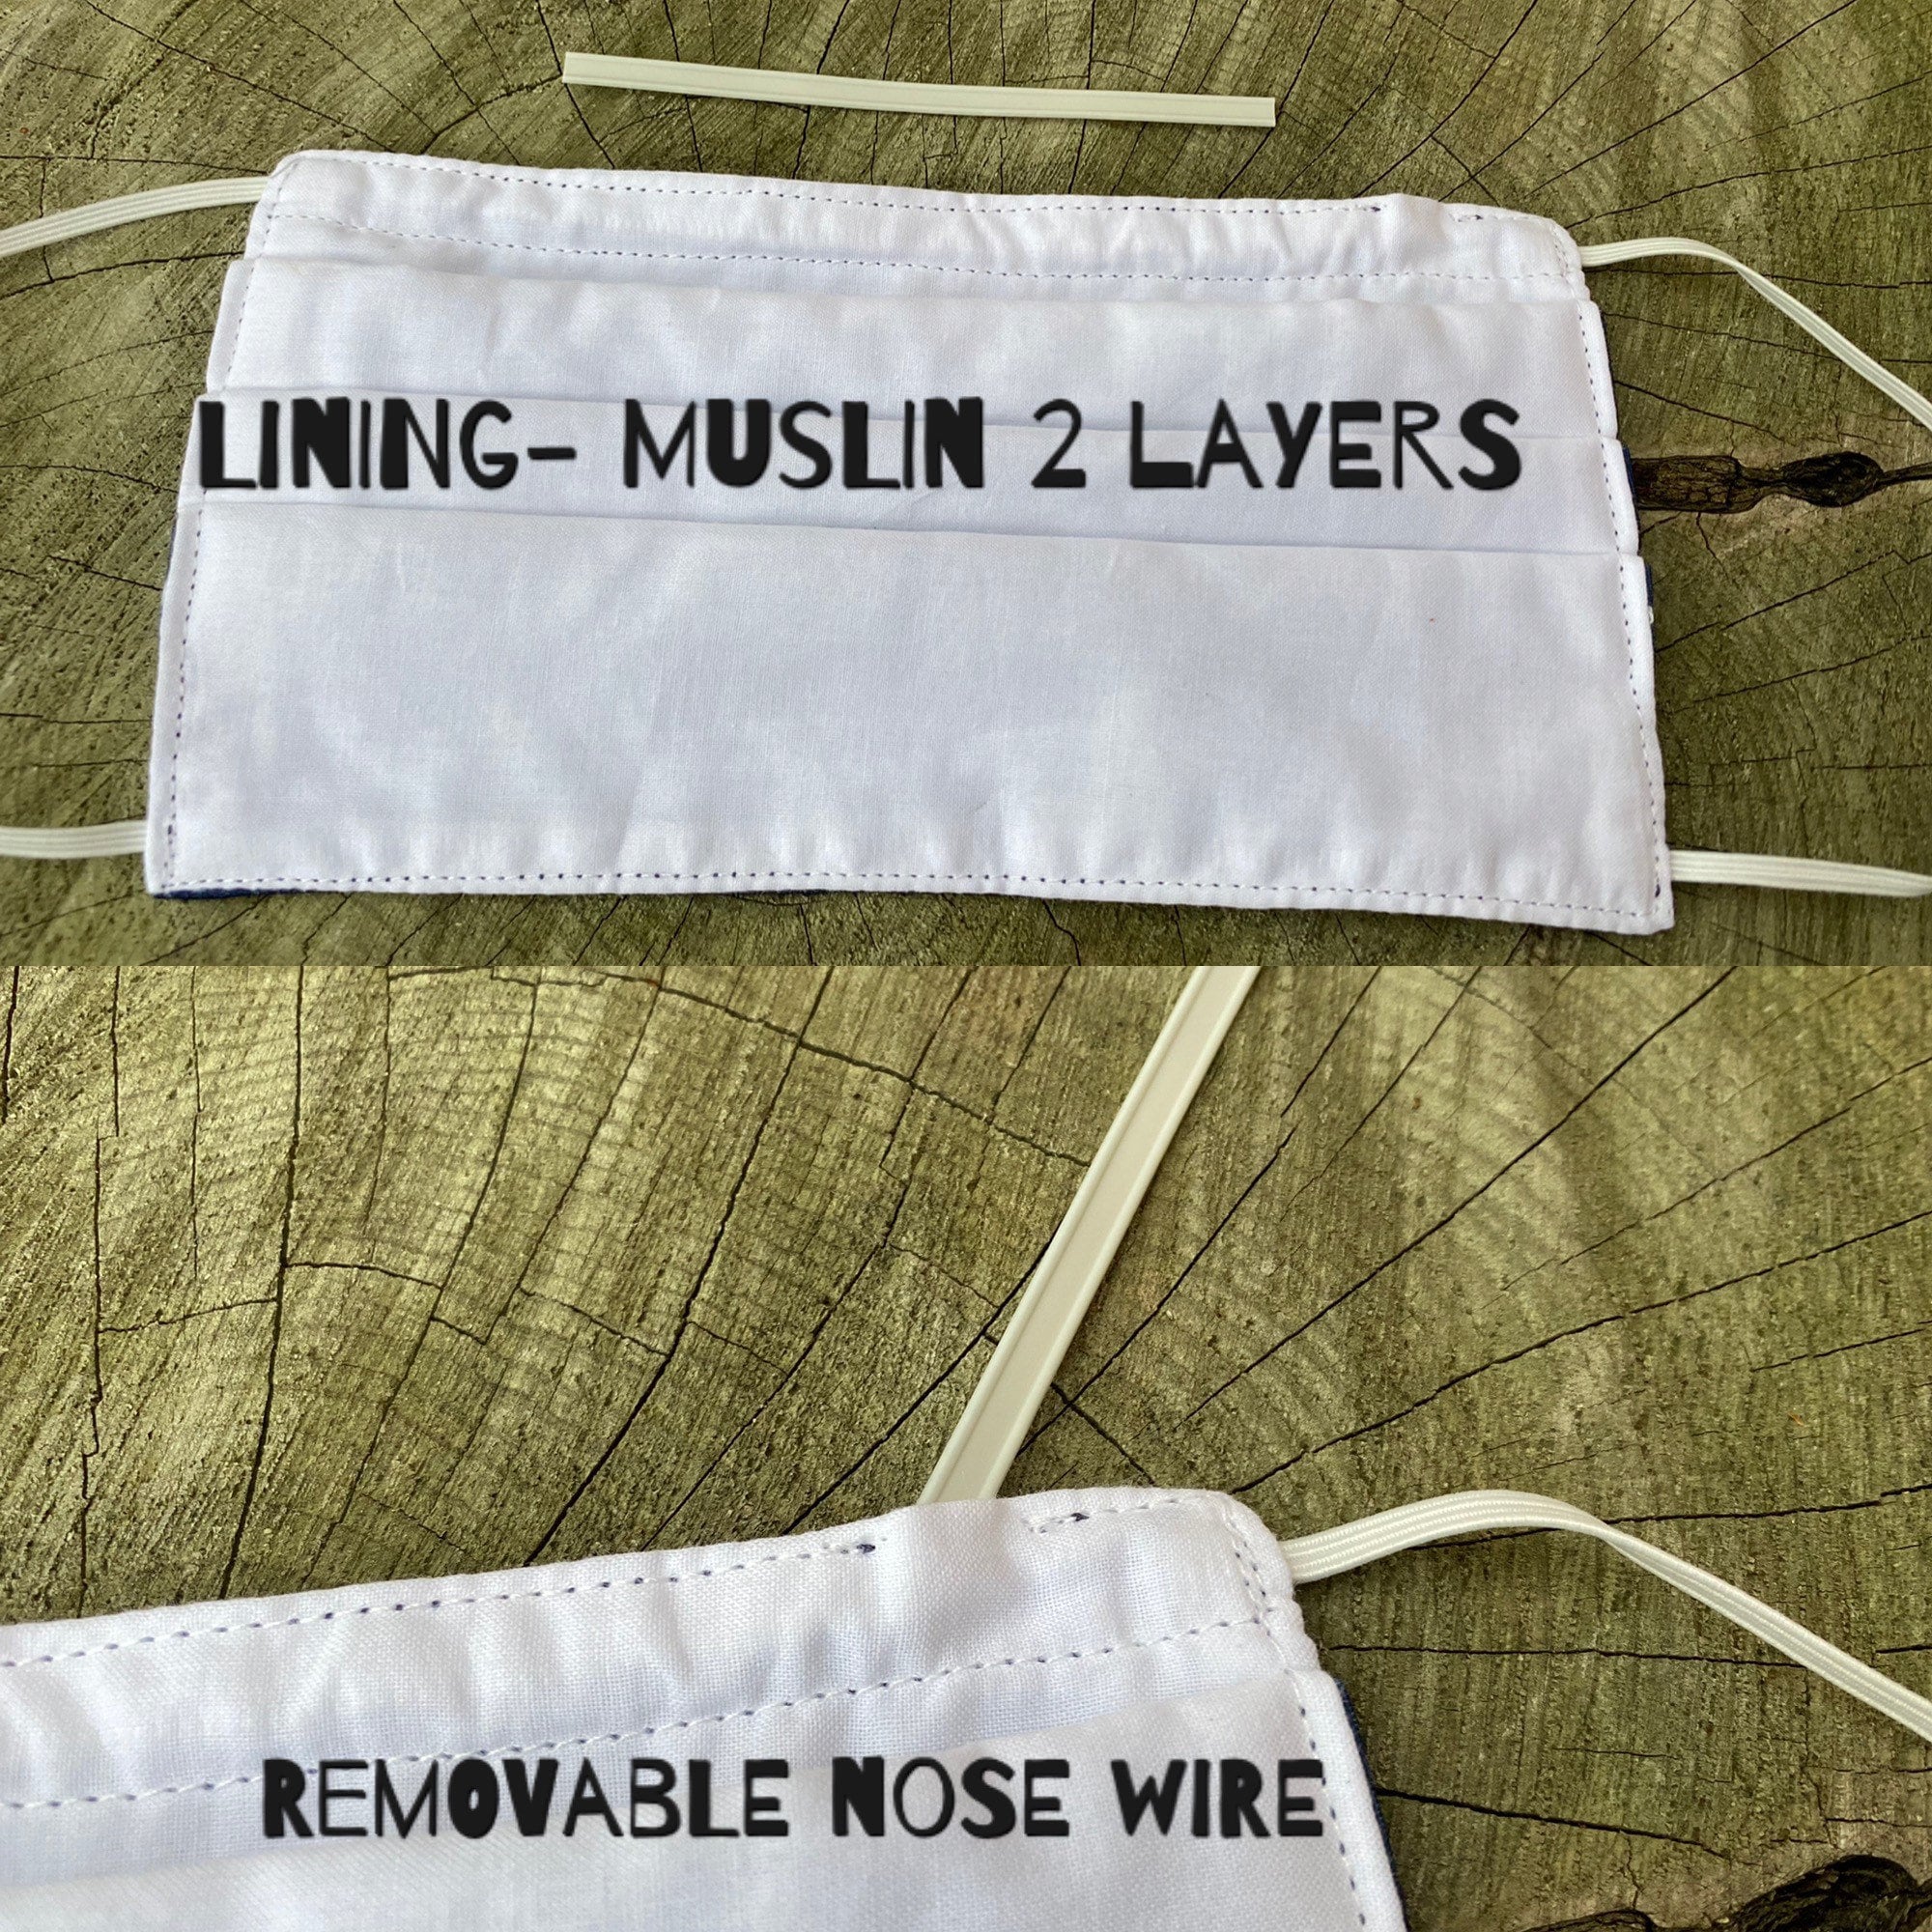 LINING- MUSLIN 2 LAYERS
REMOVABLE NOSE WIRE